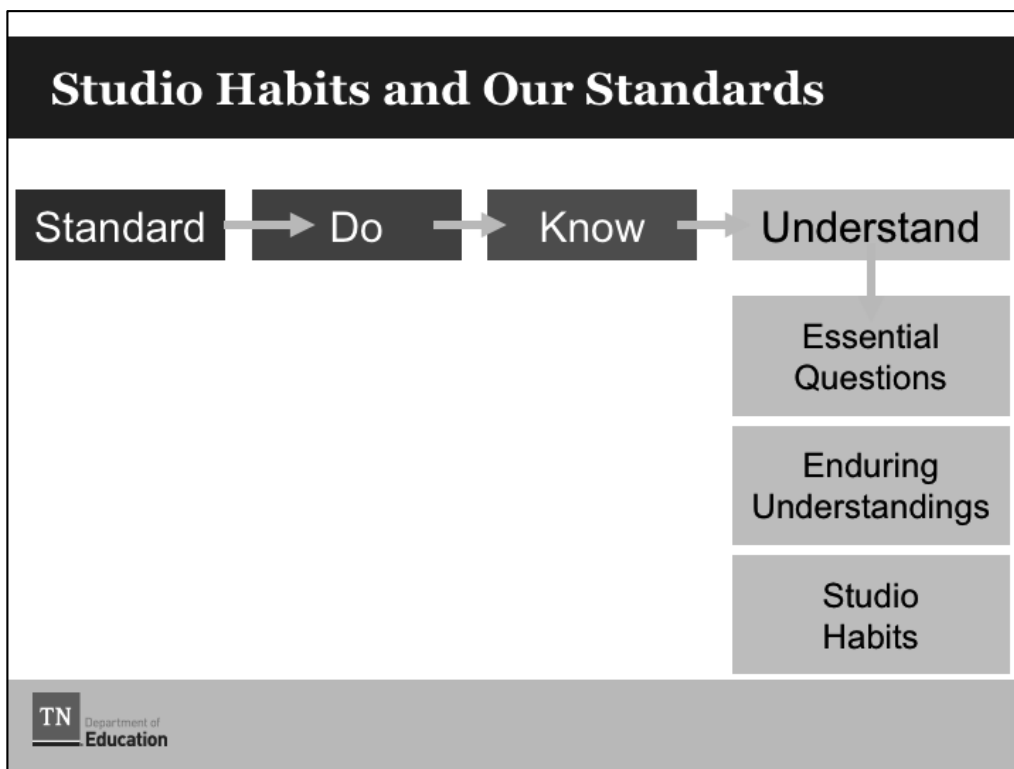 Studio Habits and Our Standards
Standard
Do
Know
Understand
Essential
Questions
Enduring
Understandings
Studio
Habits
TN
Department of
Education